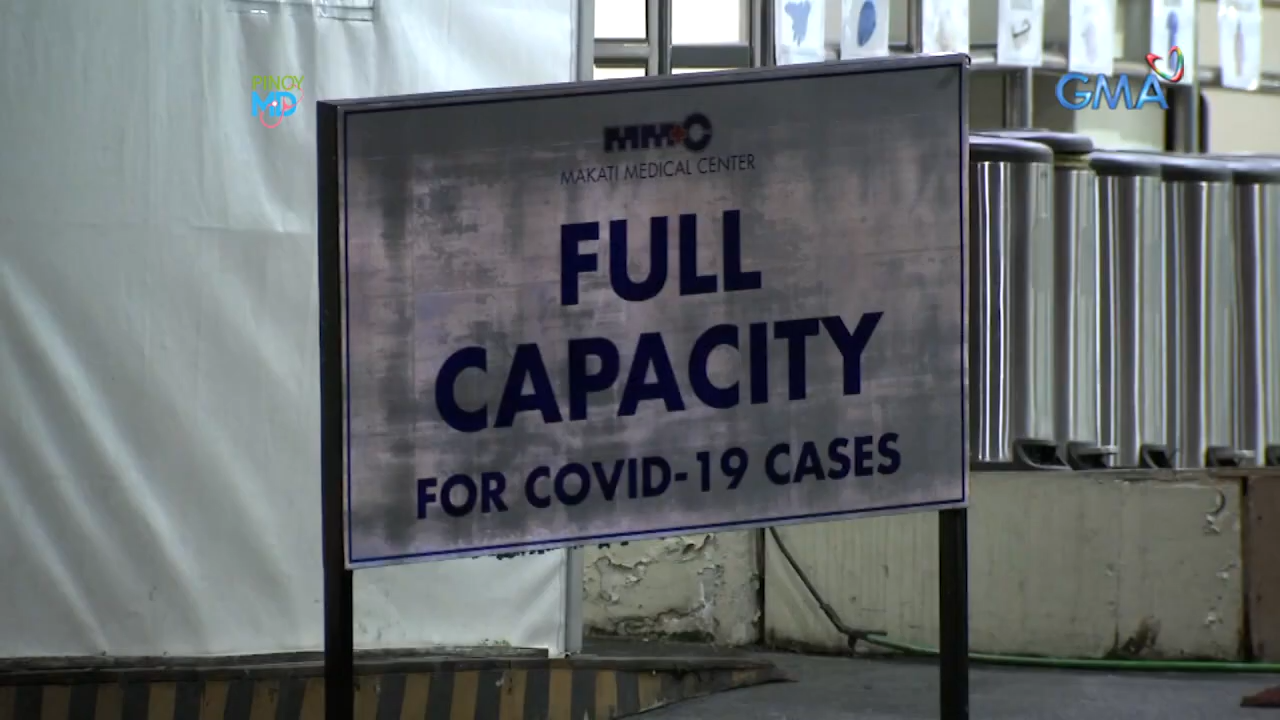 PINOY
MD
GMA
MMC
MAKATI MEDICAL CENTER
FULL
CAPACITY
FOR COVID-19 CASES